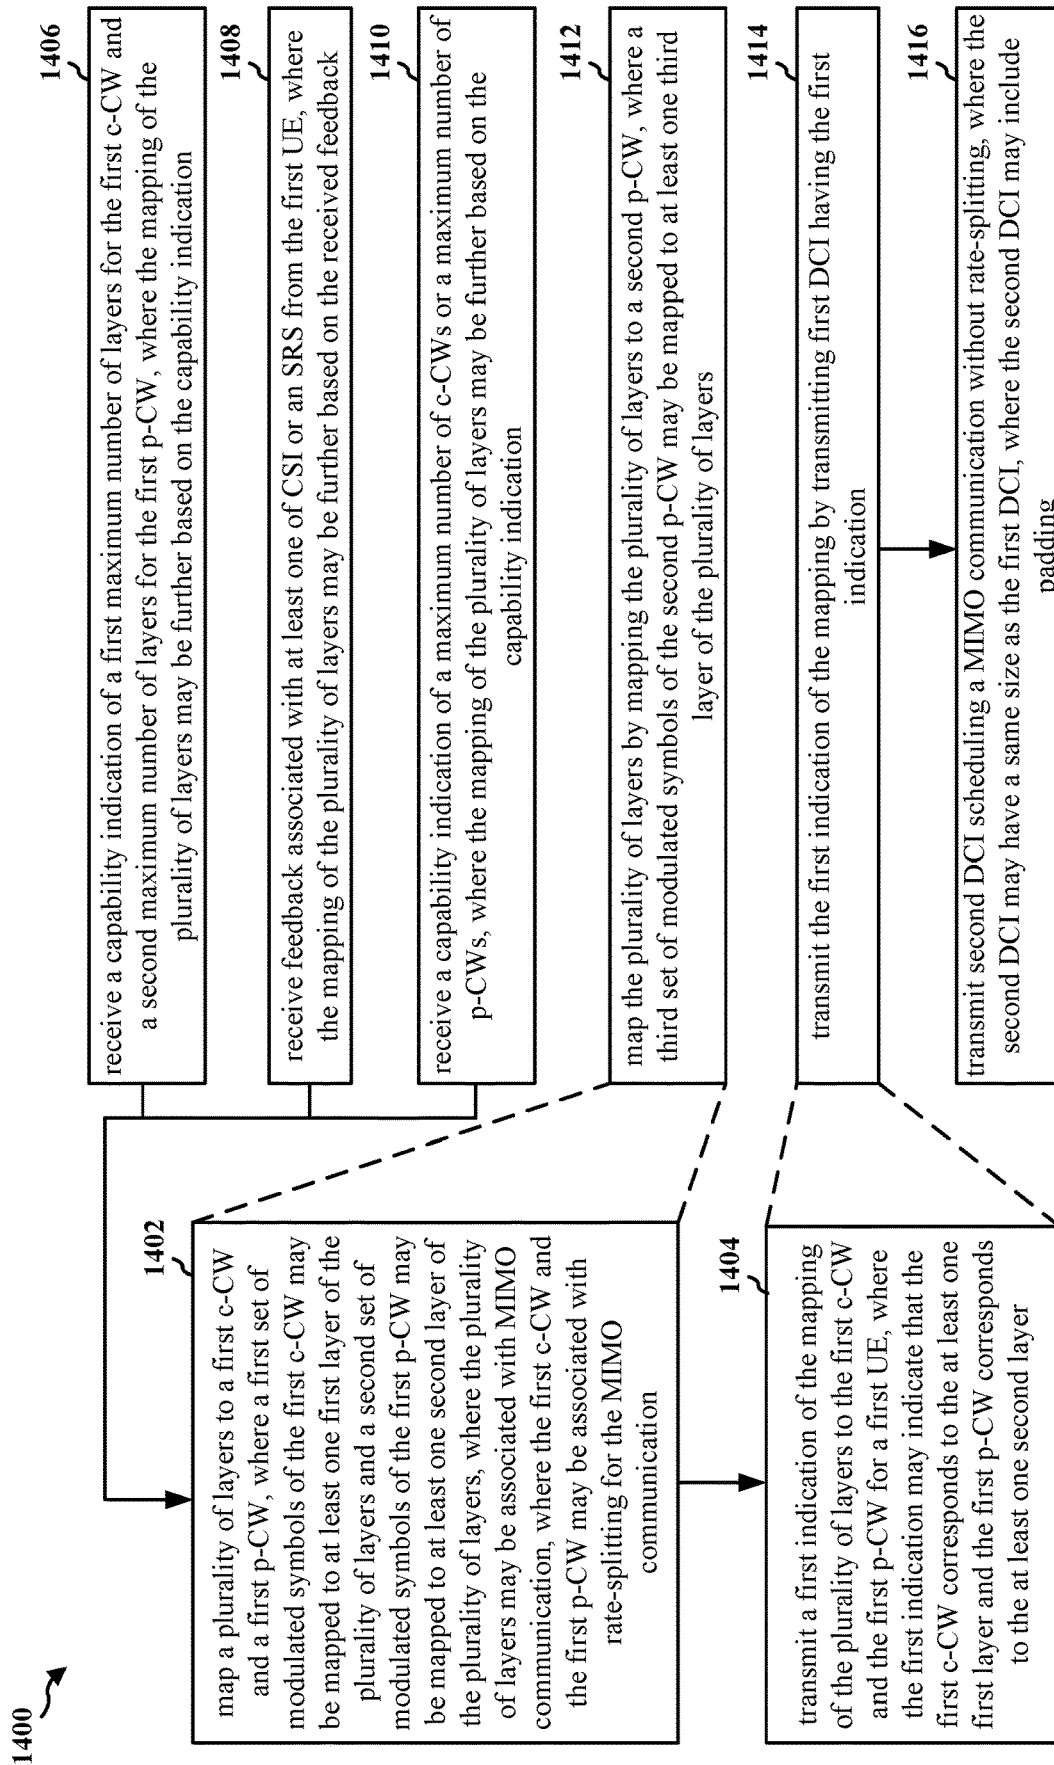 1400
1402
map a plurality of layers to a first c-CW
and a first p-CW, where a first set of
modulated symbols of the first c-CW may
be mapped to at least one first layer of the
plurality of layers and a second set of
modulated symbols of the first p-CW may
be mapped to at least one second layer of
the plurality of layers, where the plurality
of layers may be associated with MIMO
communication, where the first c-CW and
the first p-CW may be associated with
rate-splitting for the MIMO
communication
1404
transmit a first indication of the mapping
of the plurality of layers to the first c-CW
and the first p-CW for a first UE, where
the first indication may indicate that the
first c-CW corresponds to the at least one
first layer and the first p-CW corresponds
to the at least one second layer
1406
receive a capability indication of a first maximum number of layers for the first c-CW and
a second maximum number of layers for the first p-CW, where the mapping of the
plurality of layers may be further based on the capability indication
1408
receive feedback associated with at least one of CSI or an SRS from the first UE, where
the mapping of the plurality of layers may be further based on the received feedback
1410
receive a capability indication of a maximum number of c-CWs or a maximum number of
p-CWs, where the mapping of the plurality of layers may be further based on the
capability indication
1412
map the plurality of layers by mapping the plurality of layers to a second p-CW, where a
third set of modulated symbols of the second p-CW may be mapped to at least one third
layer of the plurality of layers
1414
transmit the first indication of the mapping by transmitting first DCI having the first
indication
1416
transmit second DCI scheduling a MIMO communication without rate-splitting, where the
second DCI may have a same size as the first DCI, where the second DCI may include
padding